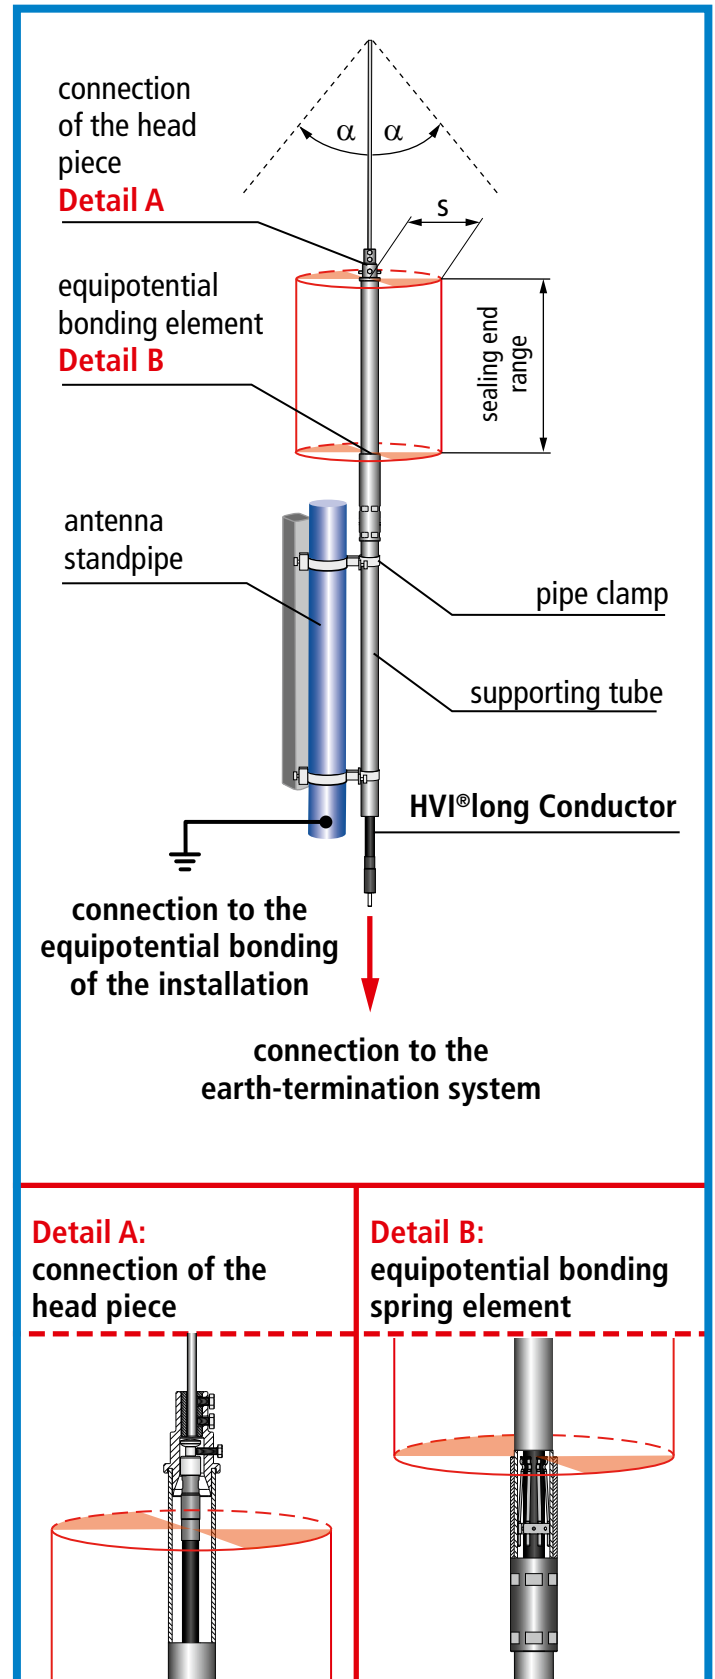 connection
of the head
piece
Detail A
α α
s
equipotential
bonding element
Detail B
sealing end
range
antenna
standpipe
pipe clamp
supporting tube
HVI®long Conductor
connection to the
equipotential bonding
of the installation
connection to the
earth-termination system
Detail A:
connection of the
head piece
Detail B:
equipotential bonding
spring element